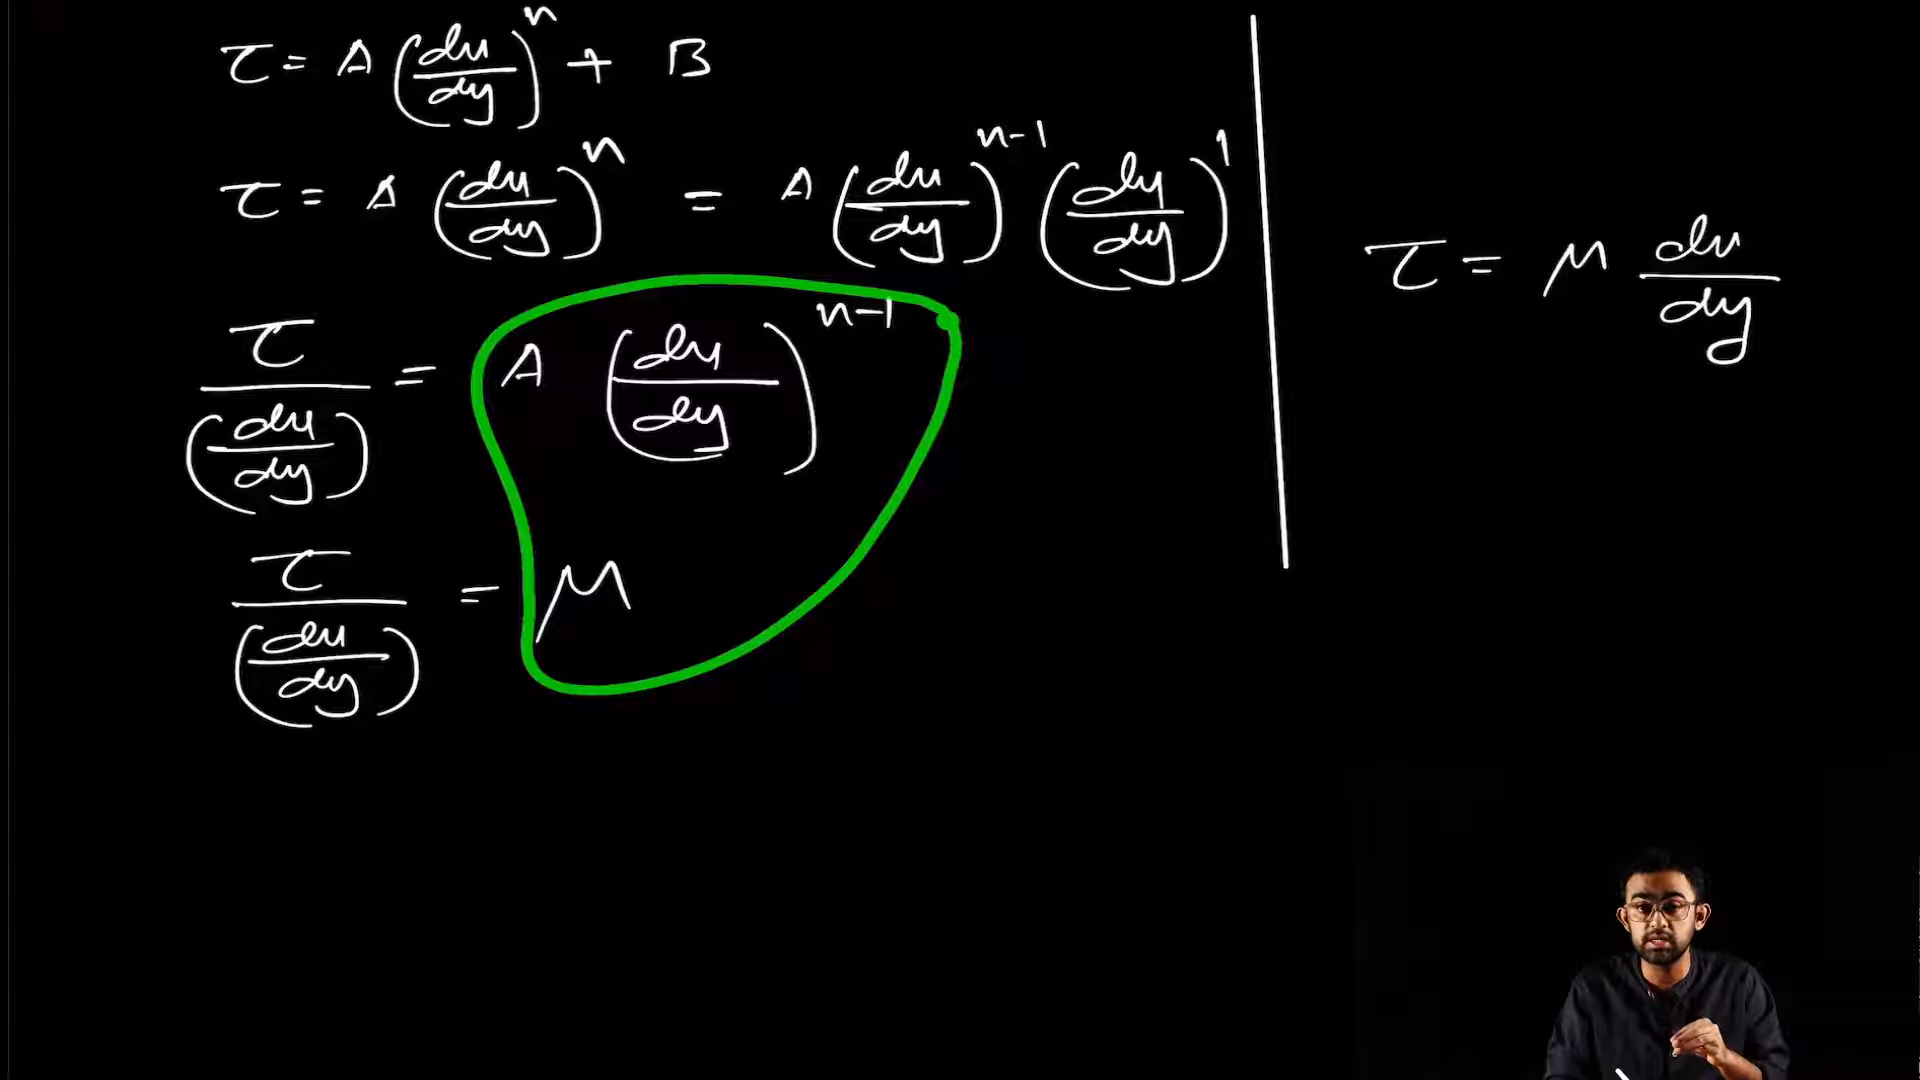 τ = A (du/dy)^n + B
τ = A (du/dy)^n = A (du/dy)^{n-1} (du/dy)^1
τ/(du/dy) = A (du/dy)^{n-1}
τ/(du/dy) = μ
τ = μ du/dy